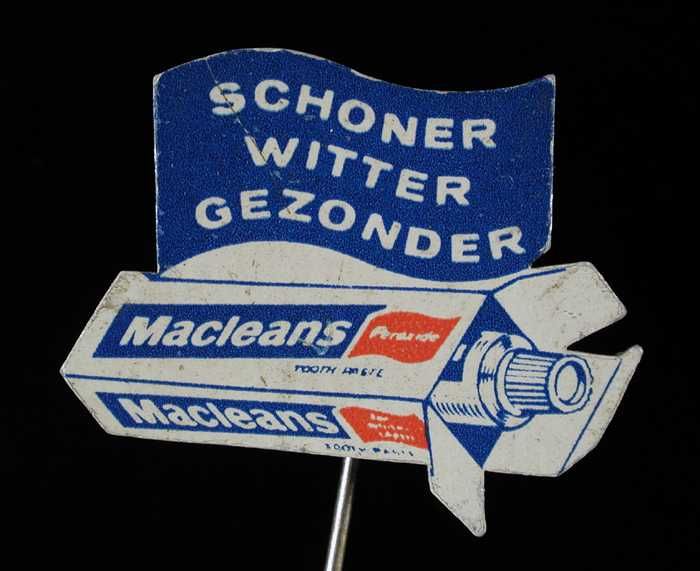 SCHONER
WITTER
GEZONDER
Macleans
Peroxide
TOOTH PASTE
Macleans
TOOTH PASTE